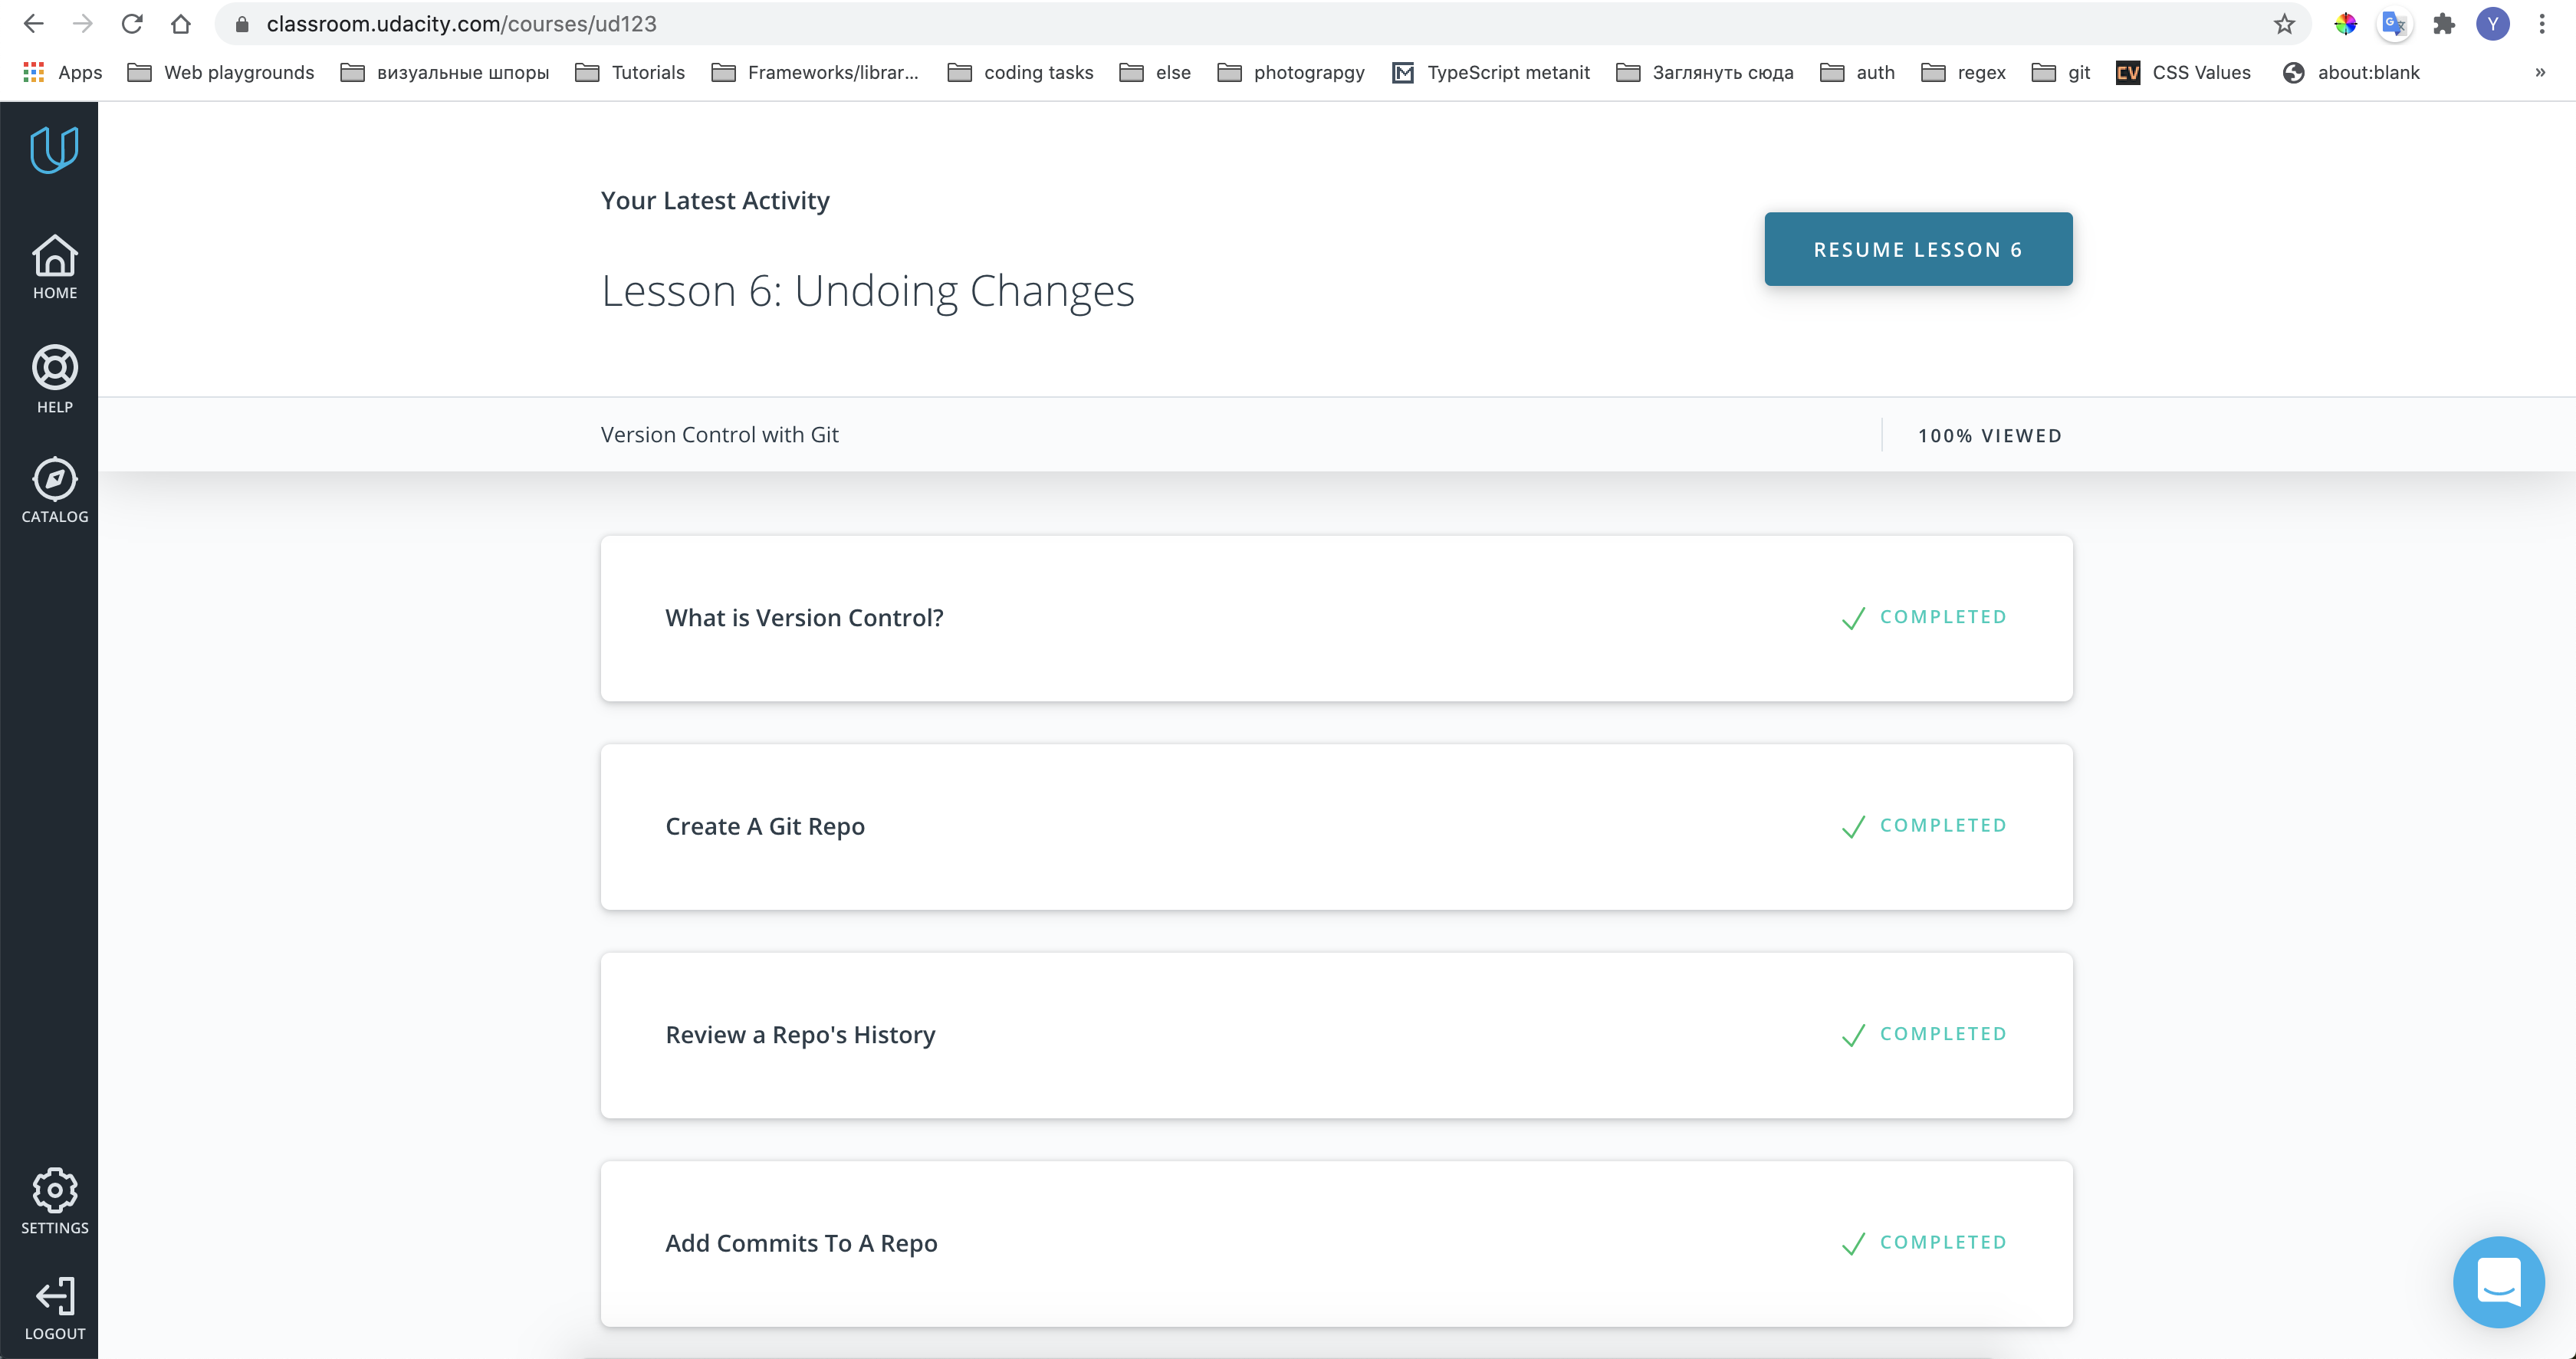 classroom.udacity.com/courses/ud123
Y
Apps Web playgrounds визуальные шпоры Tutorials Frameworks/librar... coding tasks else photograpgy TypeScript metanit Заглянуть сюда auth regex git CV CSS Values about:blank »
HOME
HELP
CATALOG
SETTINGS
LOGOUT
Your Latest Activity
RESUME LESSON 6
Lesson 6: Undoing Changes
Version Control with Git
100% VIEWED
What is Version Control?
COMPLETED
Create A Git Repo
COMPLETED
Review a Repo's History
COMPLETED
Add Commits To A Repo
COMPLETED